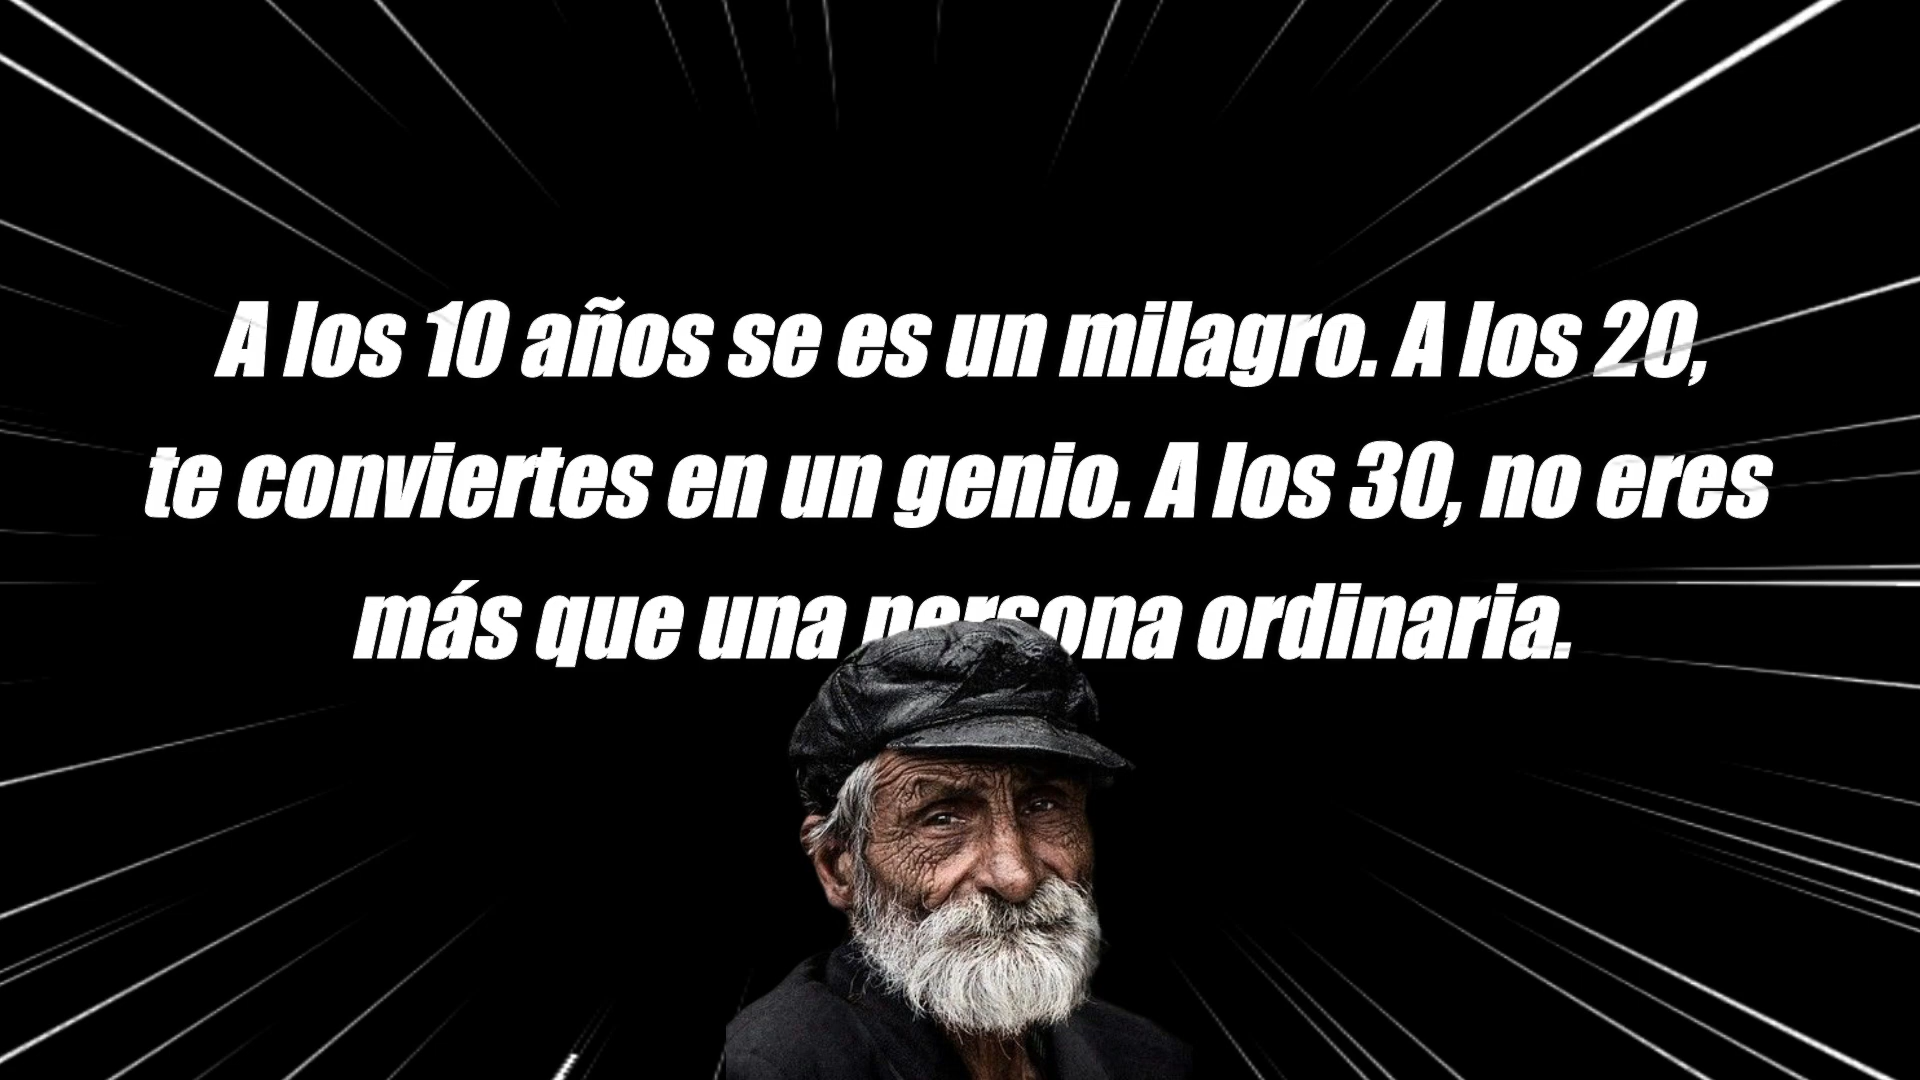 A los 10 años se es un milagro. A los 20,
te conviertes en un genio. A los 30, no eres
más que una persona ordinaria.